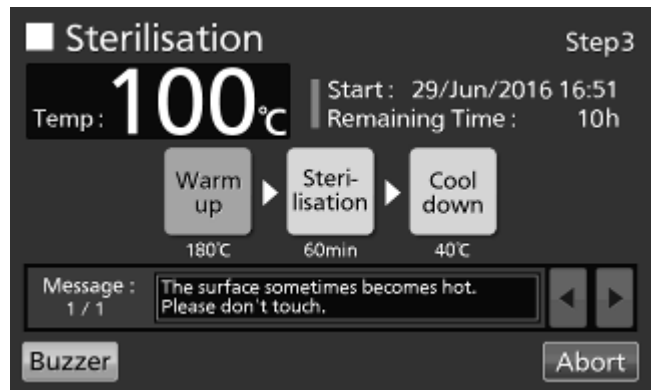 Sterilisation
Step3
Temp: 100℃
Start: 29/Jun/2016 16:51
Remaining Time: 10h
Warm
up
Steri-
lisation
Cool
down
180℃
60min
40℃
Message:
1/1
The surface sometimes becomes hot.
Please don't touch.
Buzzer
Abort